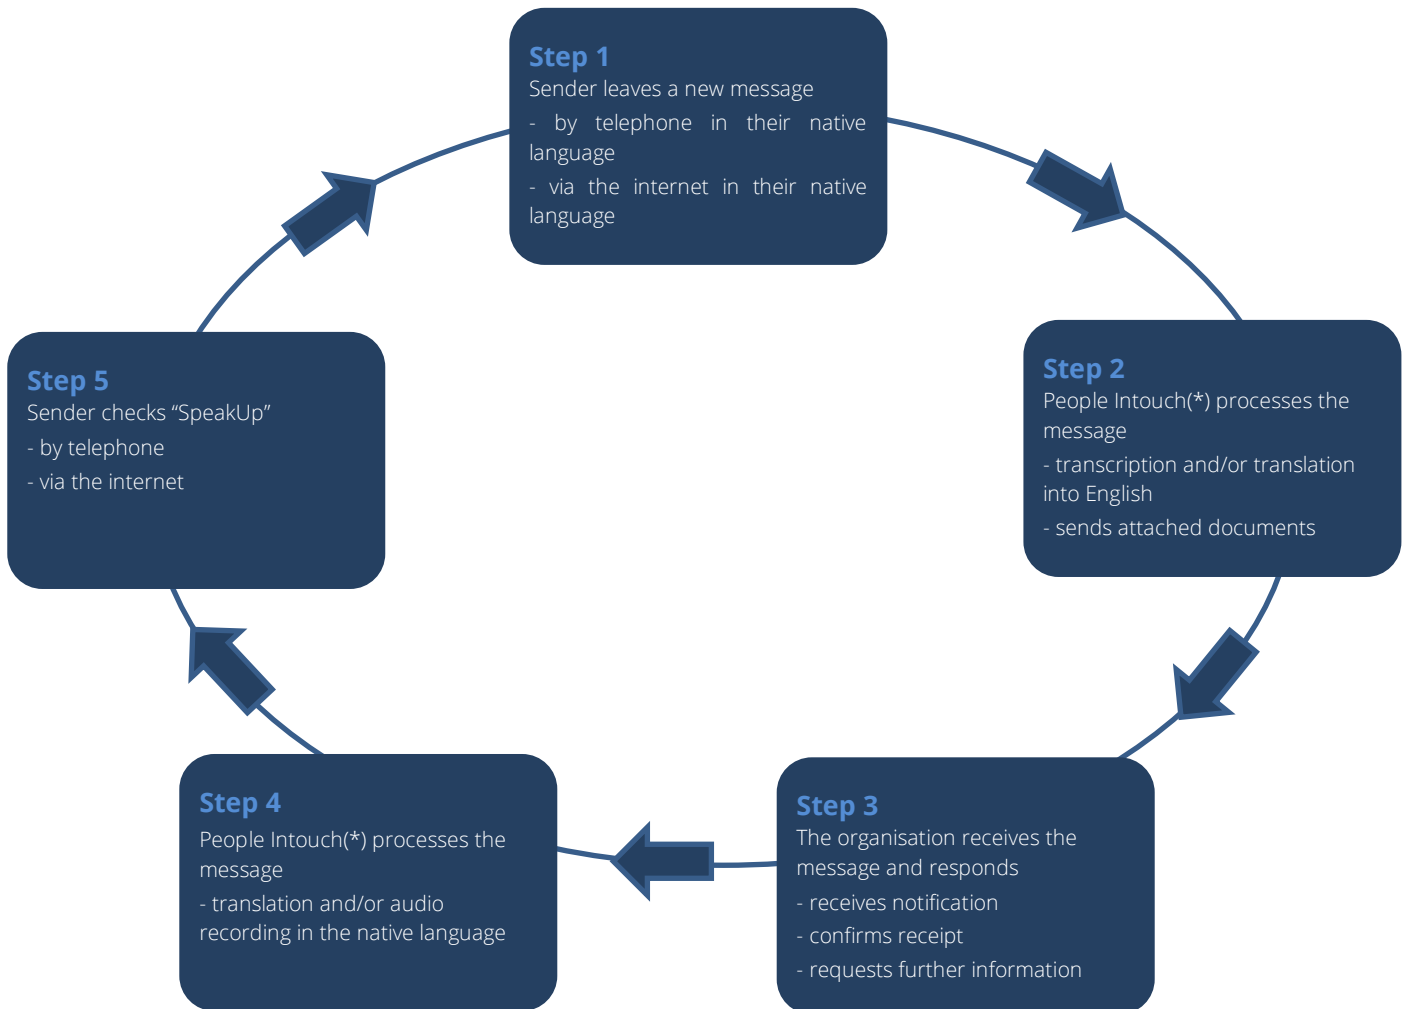 Step 1
Sender leaves a new message
- by telephone in their native
language
- via the internet in their native
language
Step 2
People Intouch(*) processes the
message
- transcription and/or translation
into English
- sends attached documents
Step 3
The organisation receives the
message and responds
- receives notification
- confirms receipt
- requests further information
Step 4
People Intouch(*) processes the
message
- translation and/or audio
recording in the native language
Step 5
Sender checks “SpeakUp”
- by telephone
- via the internet